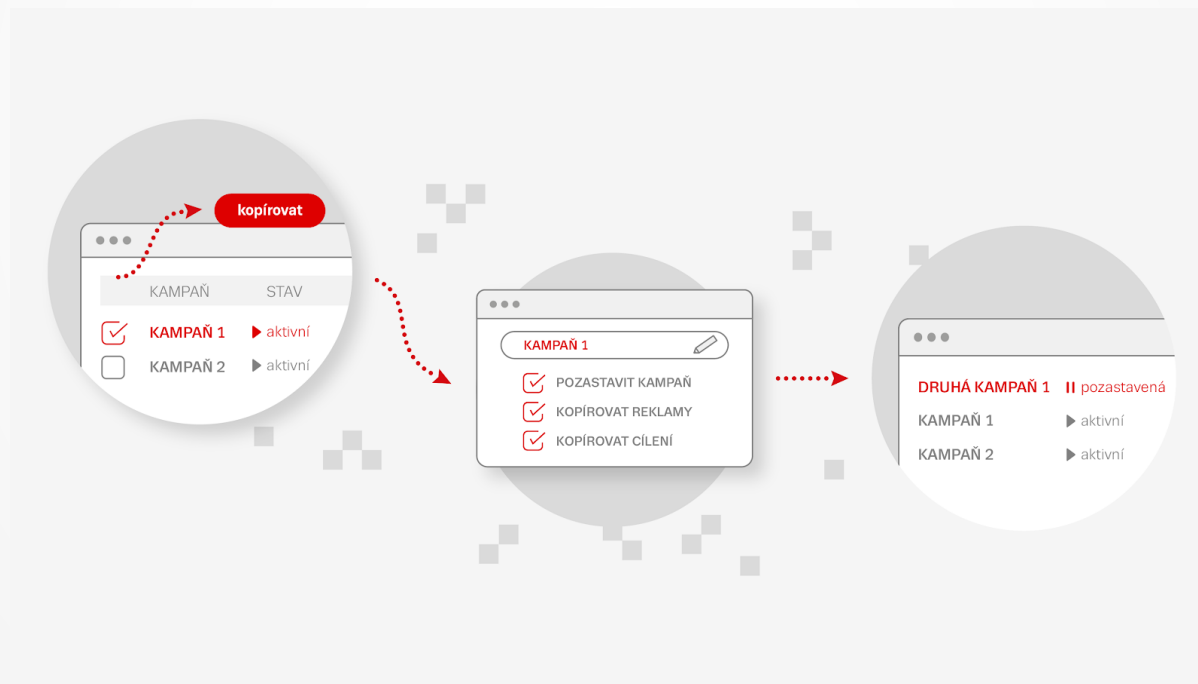 kopírovat
KAMPAŇ STAV
KAMPAŇ 1 aktivní
KAMPAŇ 2 aktivní
KAMPAŇ 1
POZASTAVIT KAMPAŇ
KOPÍROVAT REKLAMY
KOPÍROVAT CÍLENÍ
DRUHÁ KAMPAŇ 1 pozastavená
KAMPAŇ 1 aktivní
KAMPAŇ 2 aktivní